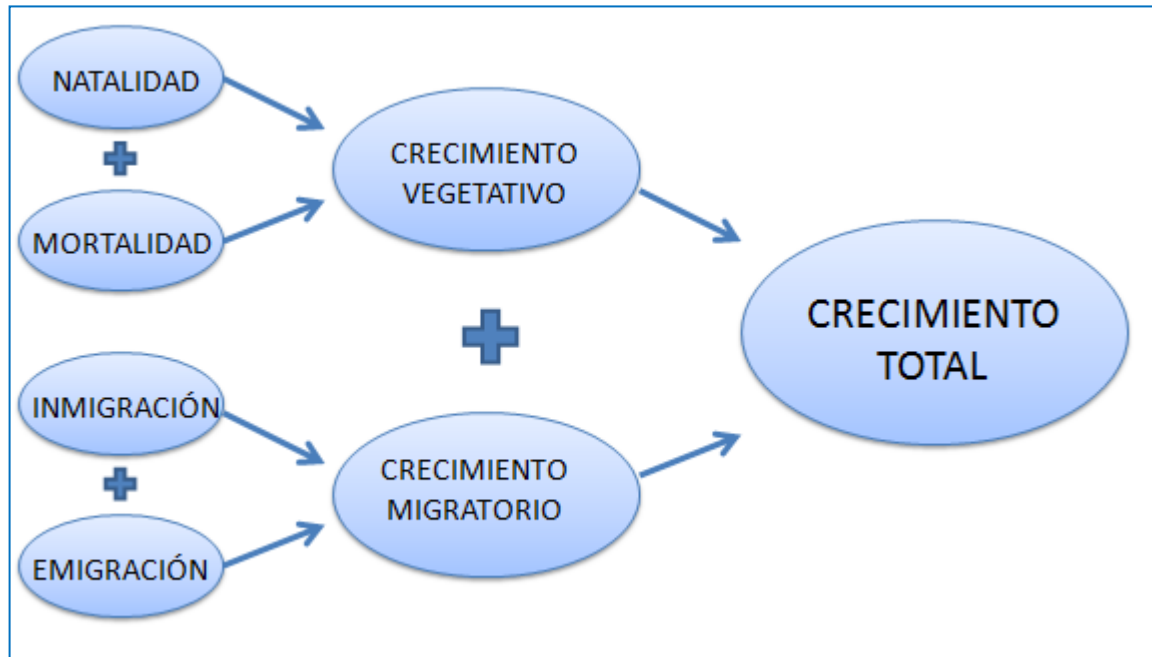 NATALIDAD
MORTALIDAD
CRECIMIENTO
VEGETATIVO
INMIGRACIÓN
EMIGRACIÓN
CRECIMIENTO
MIGRATORIO
CRECIMIENTO
TOTAL